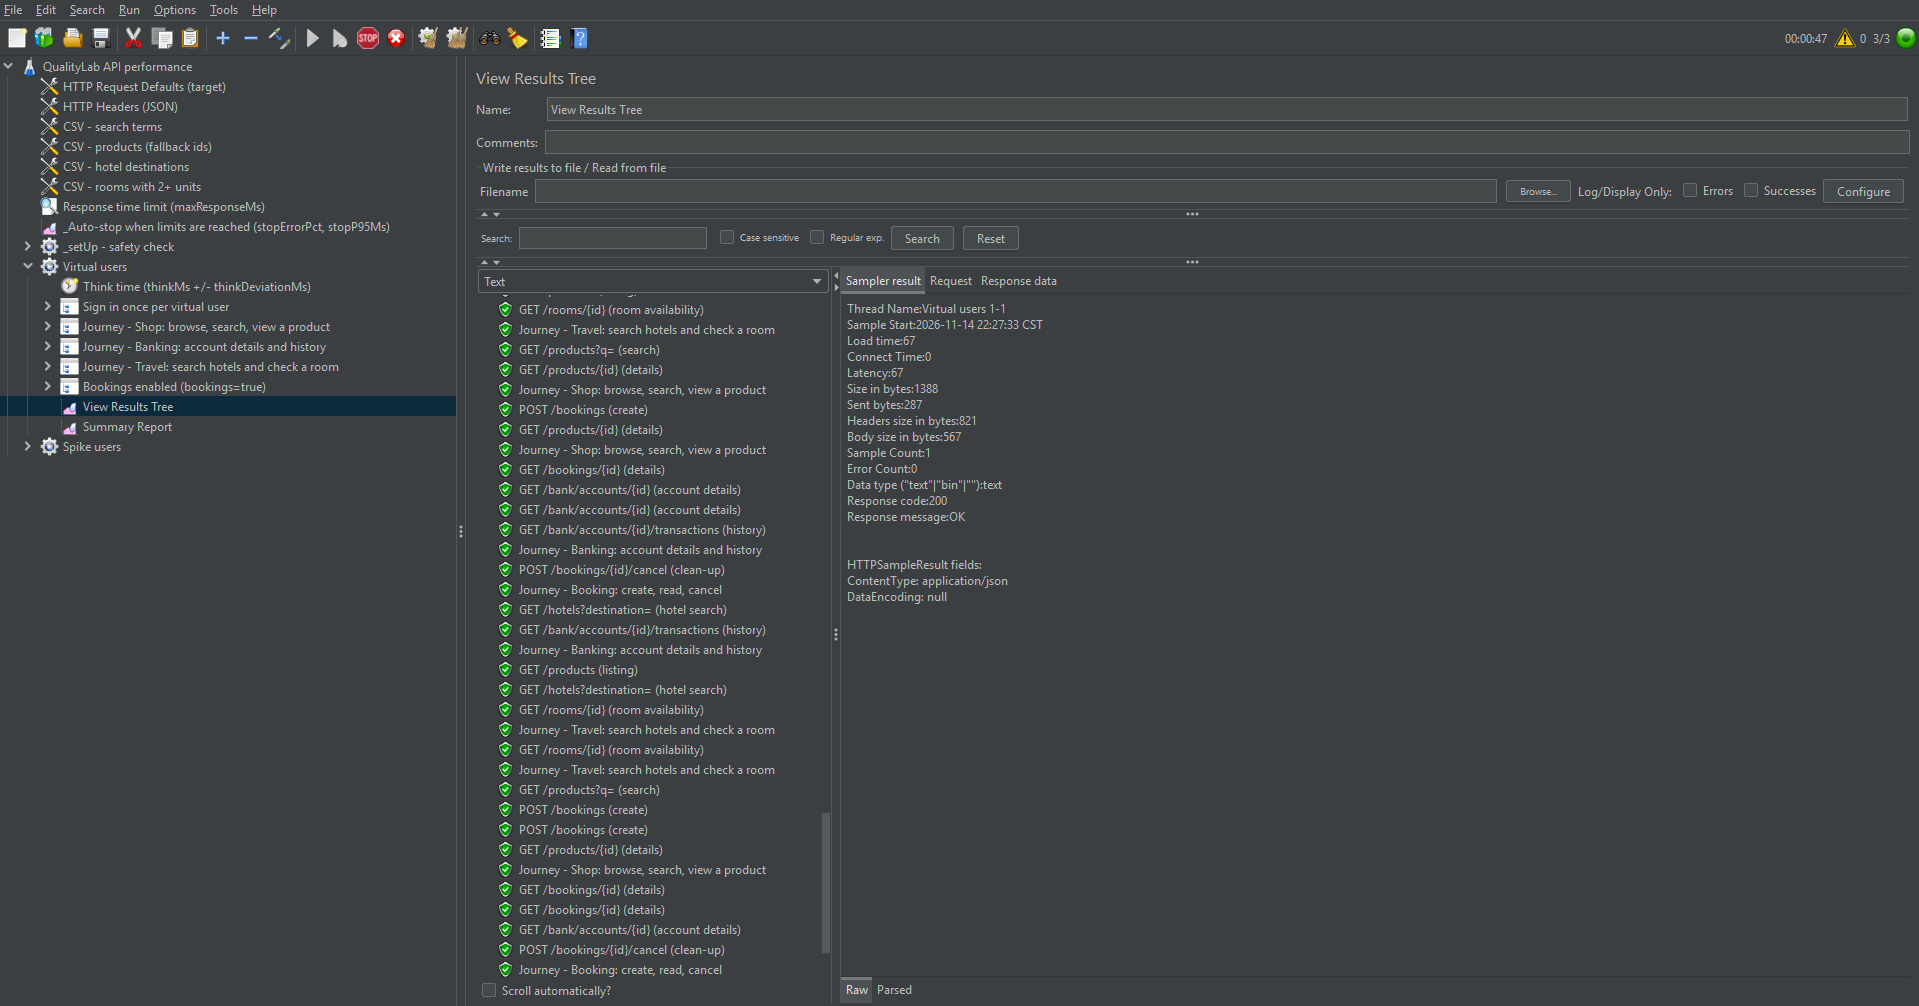 File Edit Search Run Options Tools Help
STOP
00:00:47 0 3/3
QualityLab API performance
HTTP Request Defaults (target)
HTTP Headers (JSON)
CSV - search terms
CSV - products (fallback ids)
CSV - hotel destinations
CSV - rooms with 2+ units
Response time limit (maxResponseMs)
_Auto-stop when limits are reached (stopErrorPct, stopP95Ms)
_setUp - safety check
Virtual users
Think time (thinkMs +/- thinkDeviationMs)
Sign in once per virtual user
Journey - Shop: browse, search, view a product
Journey - Banking: account details and history
Journey - Travel: search hotels and check a room
Bookings enabled (bookings=true)
View Results Tree
Summary Report
Spike users
View Results Tree
Name: View Results Tree
Comments:
Write results to file / Read from file
Filename Browse... Log/Display Only: Errors Successes Configure
Search: Case sensitive Regular exp. Search Reset
Text
GET /rooms/{id} (room availability)
Journey - Travel: search hotels and check a room
GET /products?q= (search)
GET /products/{id} (details)
Journey - Shop: browse, search, view a product
POST /bookings (create)
GET /products/{id} (details)
Journey - Shop: browse, search, view a product
GET /bookings/{id} (details)
GET /bank/accounts/{id} (account details)
GET /bank/accounts/{id} (account details)
GET /bank/accounts/{id}/transactions (history)
Journey - Banking: account details and history
POST /bookings/{id}/cancel (clean-up)
Journey - Booking: create, read, cancel
GET /hotels?destination= (hotel search)
GET /bank/accounts/{id}/transactions (history)
Journey - Banking: account details and history
GET /products (listing)
GET /hotels?destination= (hotel search)
GET /rooms/{id} (room availability)
Journey - Travel: search hotels and check a room
GET /rooms/{id} (room availability)
Journey - Travel: search hotels and check a room
GET /products?q= (search)
POST /bookings (create)
POST /bookings (create)
GET /products/{id} (details)
Journey - Shop: browse, search, view a product
GET /bookings/{id} (details)
GET /bookings/{id} (details)
GET /bank/accounts/{id} (account details)
POST /bookings/{id}/cancel (clean-up)
Journey - Booking: create, read, cancel
Scroll automatically?
Sampler result Request Response data
Thread Name:Virtual users 1-1
Sample Start:2026-11-14 22:27:33 CST
Load time:67
Connect Time:0
Latency:67
Size in bytes:1388
Sent bytes:287
Headers size in bytes:821
Body size in bytes:567
Sample Count:1
Error Count:0
Data type ("text"|"bin"|""):text
Response code:200
Response message:OK
HTTPSampleResult fields:
ContentType: application/json
DataEncoding: null
Raw Parsed